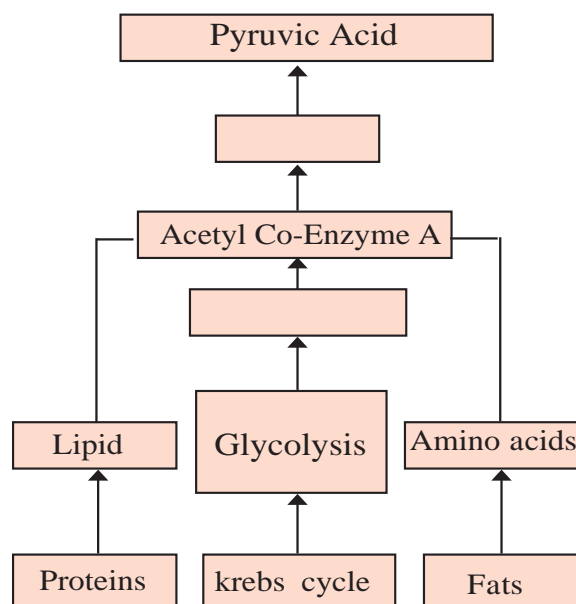 Pyruvic Acid
Acetyl Co-Enzyme A
Lipid
Glycolysis
Amino acids
Proteins
krebs cycle
Fats